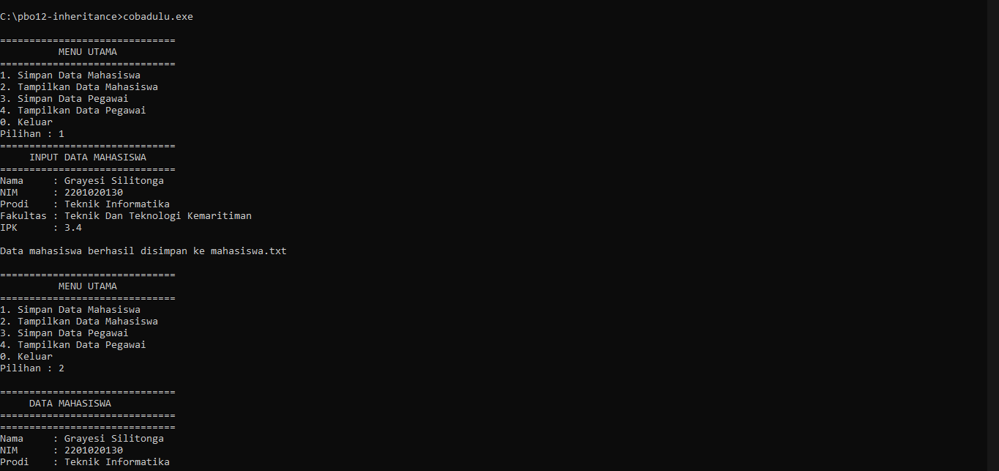 C:\pbo12-inheritance>cobadulu.exe
==============================
MENU UTAMA
==============================
1. Simpan Data Mahasiswa
2. Tampilkan Data Mahasiswa
3. Simpan Data Pegawai
4. Tampilkan Data Pegawai
0. Keluar
Pilihan : 1
==============================
INPUT DATA MAHASISWA
==============================
Nama     : Grayesi Silitonga
NIM      : 2201020130
Prodi    : Teknik Informatika
Fakultas : Teknik Dan Teknologi Kemaritiman
IPK      : 3.4
Data mahasiswa berhasil disimpan ke mahasiswa.txt
==============================
MENU UTAMA
==============================
1. Simpan Data Mahasiswa
2. Tampilkan Data Mahasiswa
3. Simpan Data Pegawai
4. Tampilkan Data Pegawai
0. Keluar
Pilihan : 2
==============================
DATA MAHASISWA
==============================
==============================
Nama     : Grayesi Silitonga
NIM      : 2201020130
Prodi    : Teknik Informatika